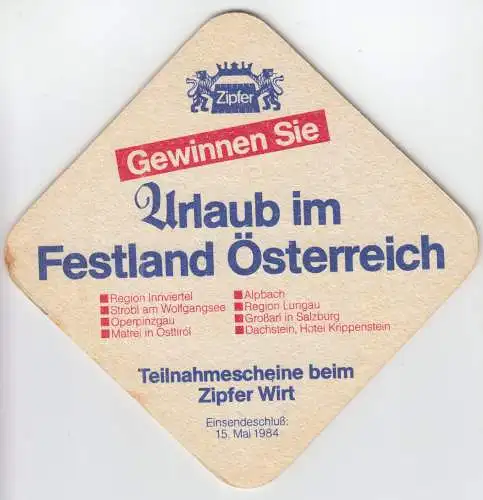 Zipfer
Gewinnen Sie
Urlaub im
Festland Österreich
Region Innviertel
Strobl am Wolfgangsee
Operpinzgau
Matrei in Osttirol
Alpbach
Region Lungau
Großarl in Salzburg
Dachstein, Hotel Krippenstein
Teilnahmescheine beim
Zipfer Wirt
Einsendeschluß:
15. Mai 1984